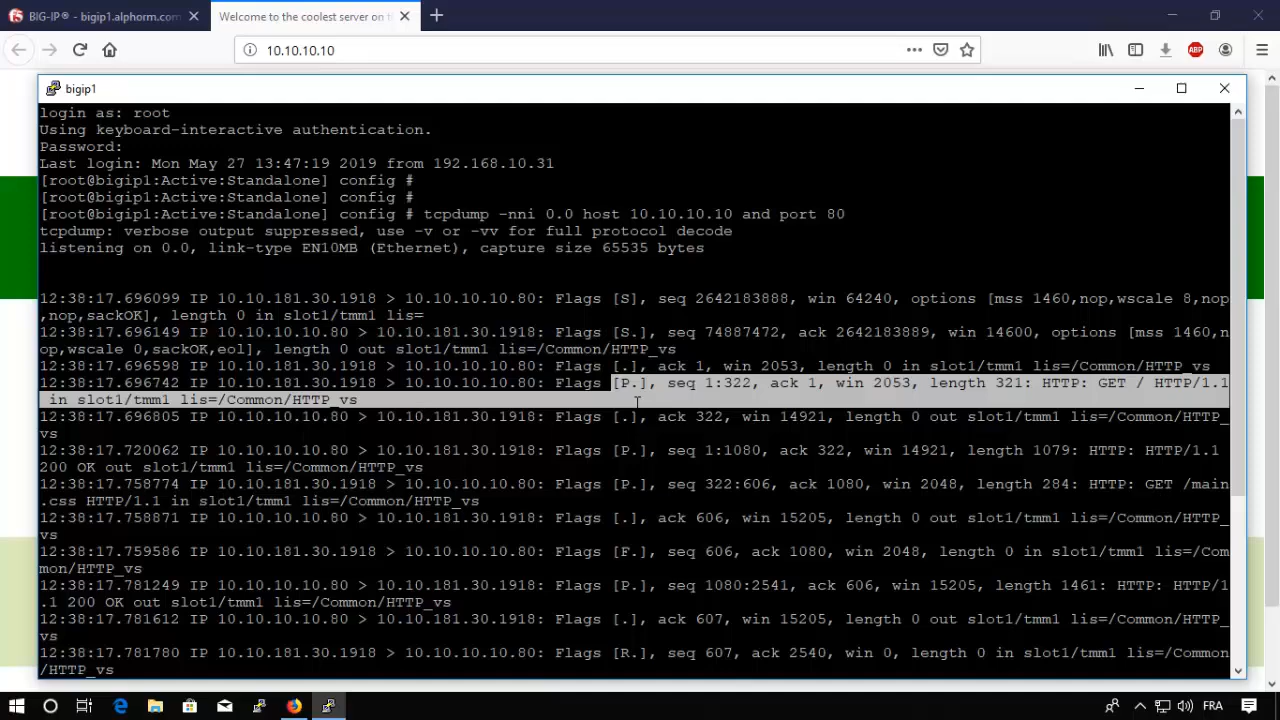 BIG-IP® - bigip1.alphorm.com
Welcome to the coolest server on t
10.10.10.10
ABP
bigip1
login as: root
Using keyboard-interactive authentication.
Password:
Last login: Mon May 27 13:47:19 2019 from 192.168.10.31
[root@bigip1:Active:Standalone] config #
[root@bigip1:Active:Standalone] config #
[root@bigip1:Active:Standalone] config # tcpdump -nni 0.0 host 10.10.10.10 and port 80
tcpdump: verbose output suppressed, use -v or -vv for full protocol decode
listening on 0.0, link-type EN10MB (Ethernet), capture size 65535 bytes
12:38:17.696099 IP 10.10.181.30.1918 > 10.10.10.10.80: Flags [S], seq 2642183888, win 64240, options [mss 1460,nop,wscale 8,nop
,nop,sackOK], length 0 in slot1/tmm1 lis=
12:38:17.696149 IP 10.10.10.10.80 > 10.10.181.30.1918: Flags [S.], seq 74887472, ack 2642183889, win 14600, options [mss 1460,n
op,wscale 0,sackOK,eol], length 0 out slot1/tmm1 lis=/Common/HTTP_vs
12:38:17.696598 IP 10.10.181.30.1918 > 10.10.10.10.80: Flags [.], ack 1, win 2053, length 0 in slot1/tmm1 lis=/Common/HTTP_vs
12:38:17.696742 IP 10.10.181.30.1918 > 10.10.10.10.80: Flags [P.], seq 1:322, ack 1, win 2053, length 321: HTTP: GET / HTTP/1.1
in slot1/tmm1 lis=/Common/HTTP_vs
12:38:17.696805 IP 10.10.10.10.80 > 10.10.181.30.1918: Flags [.], ack 322, win 14921, length 0 out slot1/tmm1 lis=/Common/HTTP_
vs
12:38:17.720062 IP 10.10.10.10.80 > 10.10.181.30.1918: Flags [P.], seq 1:1080, ack 322, win 14921, length 1079: HTTP: HTTP/1.1
200 OK out slot1/tmm1 lis=/Common/HTTP_vs
12:38:17.758774 IP 10.10.181.30.1918 > 10.10.10.10.80: Flags [P.], seq 322:606, ack 1080, win 2048, length 284: HTTP: GET /main
.css HTTP/1.1 in slot1/tmm1 lis=/Common/HTTP_vs
12:38:17.758871 IP 10.10.10.10.80 > 10.10.181.30.1918: Flags [.], ack 606, win 15205, length 0 out slot1/tmm1 lis=/Common/HTTP_
vs
12:38:17.759586 IP 10.10.181.30.1918 > 10.10.10.10.80: Flags [F.], seq 606, ack 1080, win 2048, length 0 in slot1/tmm1 lis=/Com
mon/HTTP_vs
12:38:17.781249 IP 10.10.10.10.80 > 10.10.181.30.1918: Flags [P.], seq 1080:2541, ack 606, win 15205, length 1461: HTTP: HTTP/1
.1 200 OK out slot1/tmm1 lis=/Common/HTTP_vs
12:38:17.781612 IP 10.10.10.10.80 > 10.10.181.30.1918: Flags [.], ack 607, win 15205, length 0 out slot1/tmm1 lis=/Common/HTTP_
vs
12:38:17.781780 IP 10.10.181.30.1918 > 10.10.10.10.80: Flags [R.], seq 607, ack 2540, win 0, length 0 in slot1/tmm1 lis=/Common
/HTTP_vs
FRA